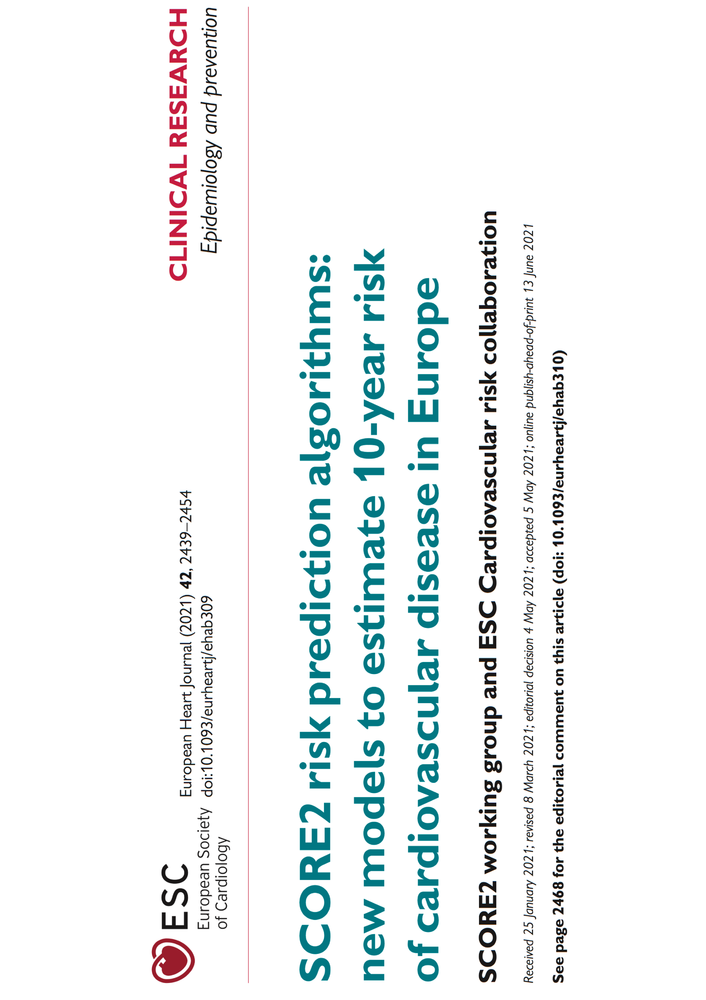 ESC
European Society
of Cardiology
European Heart Journal (2021) 42, 2439–2454
doi:10.1093/eurheartj/ehab309
CLINICAL RESEARCH
Epidemiology and prevention
SCORE2 risk prediction algorithms:
new models to estimate 10-year risk
of cardiovascular disease in Europe
SCORE2 working group and ESC Cardiovascular risk collaboration
Received 25 January 2021; revised 8 March 2021; editorial decision 4 May 2021; accepted 5 May 2021; online publish-ahead-of-print 13 June 2021
See page 2468 for the editorial comment on this article (doi: 10.1093/eurheartj/ehab310)